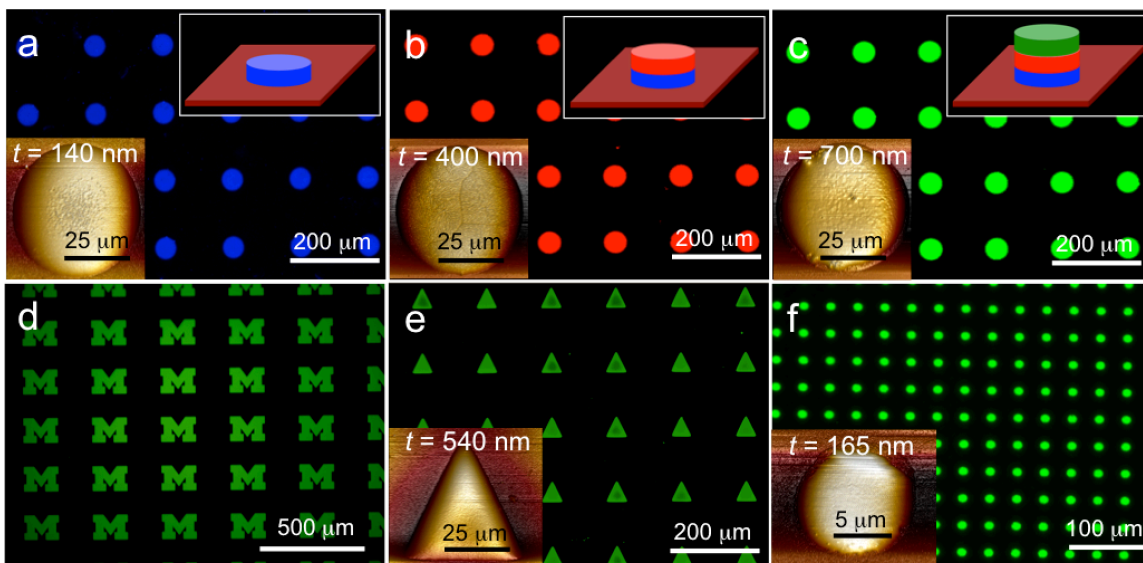 a
t = 140 nm
25 μm
200 μm
b
t = 400 nm
25 μm
200 μm
c
t = 700 nm
25 μm
200 μm
d
M M M M M M
M M M M M M
M M M M M M
M M M M M M
M M M M M M
500 μm
e
t = 540 nm
25 μm
200 μm
f
t = 165 nm
5 μm
100 μm